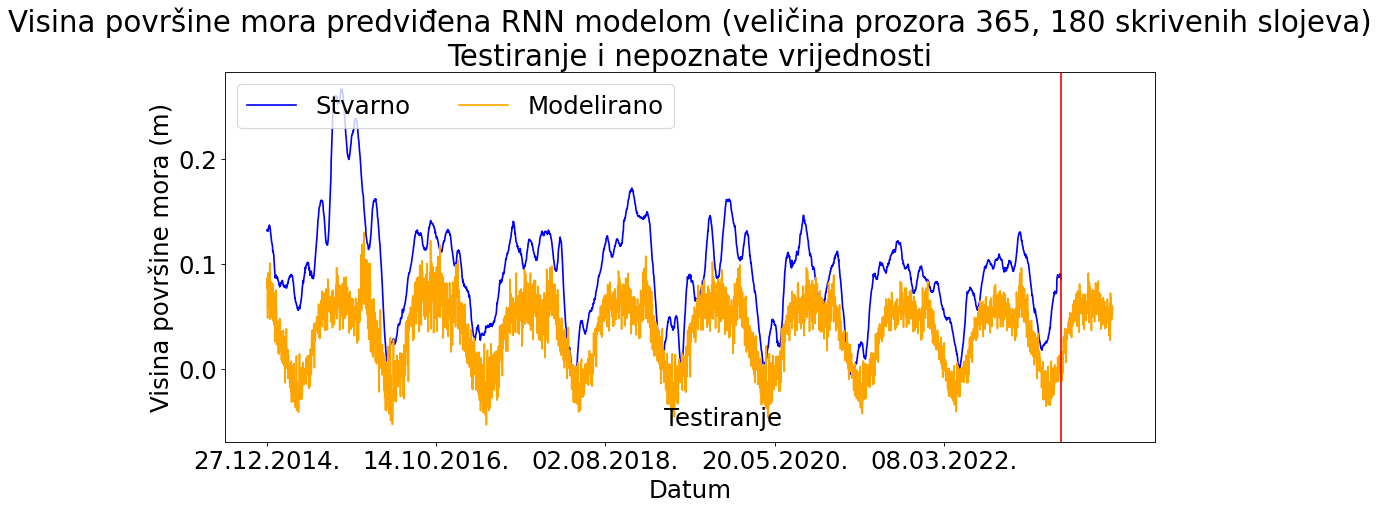 Visina površine mora predviđena RNN modelom (veličina prozora 365, 180 skrivenih slojeva)
Testiranje i nepoznate vrijednosti
Stvarno
Modelirano
Visina površine mora (m)
0.2
0.1
0.0
Testiranje
27.12.2014.
14.10.2016.
02.08.2018.
20.05.2020.
08.03.2022.
Datum